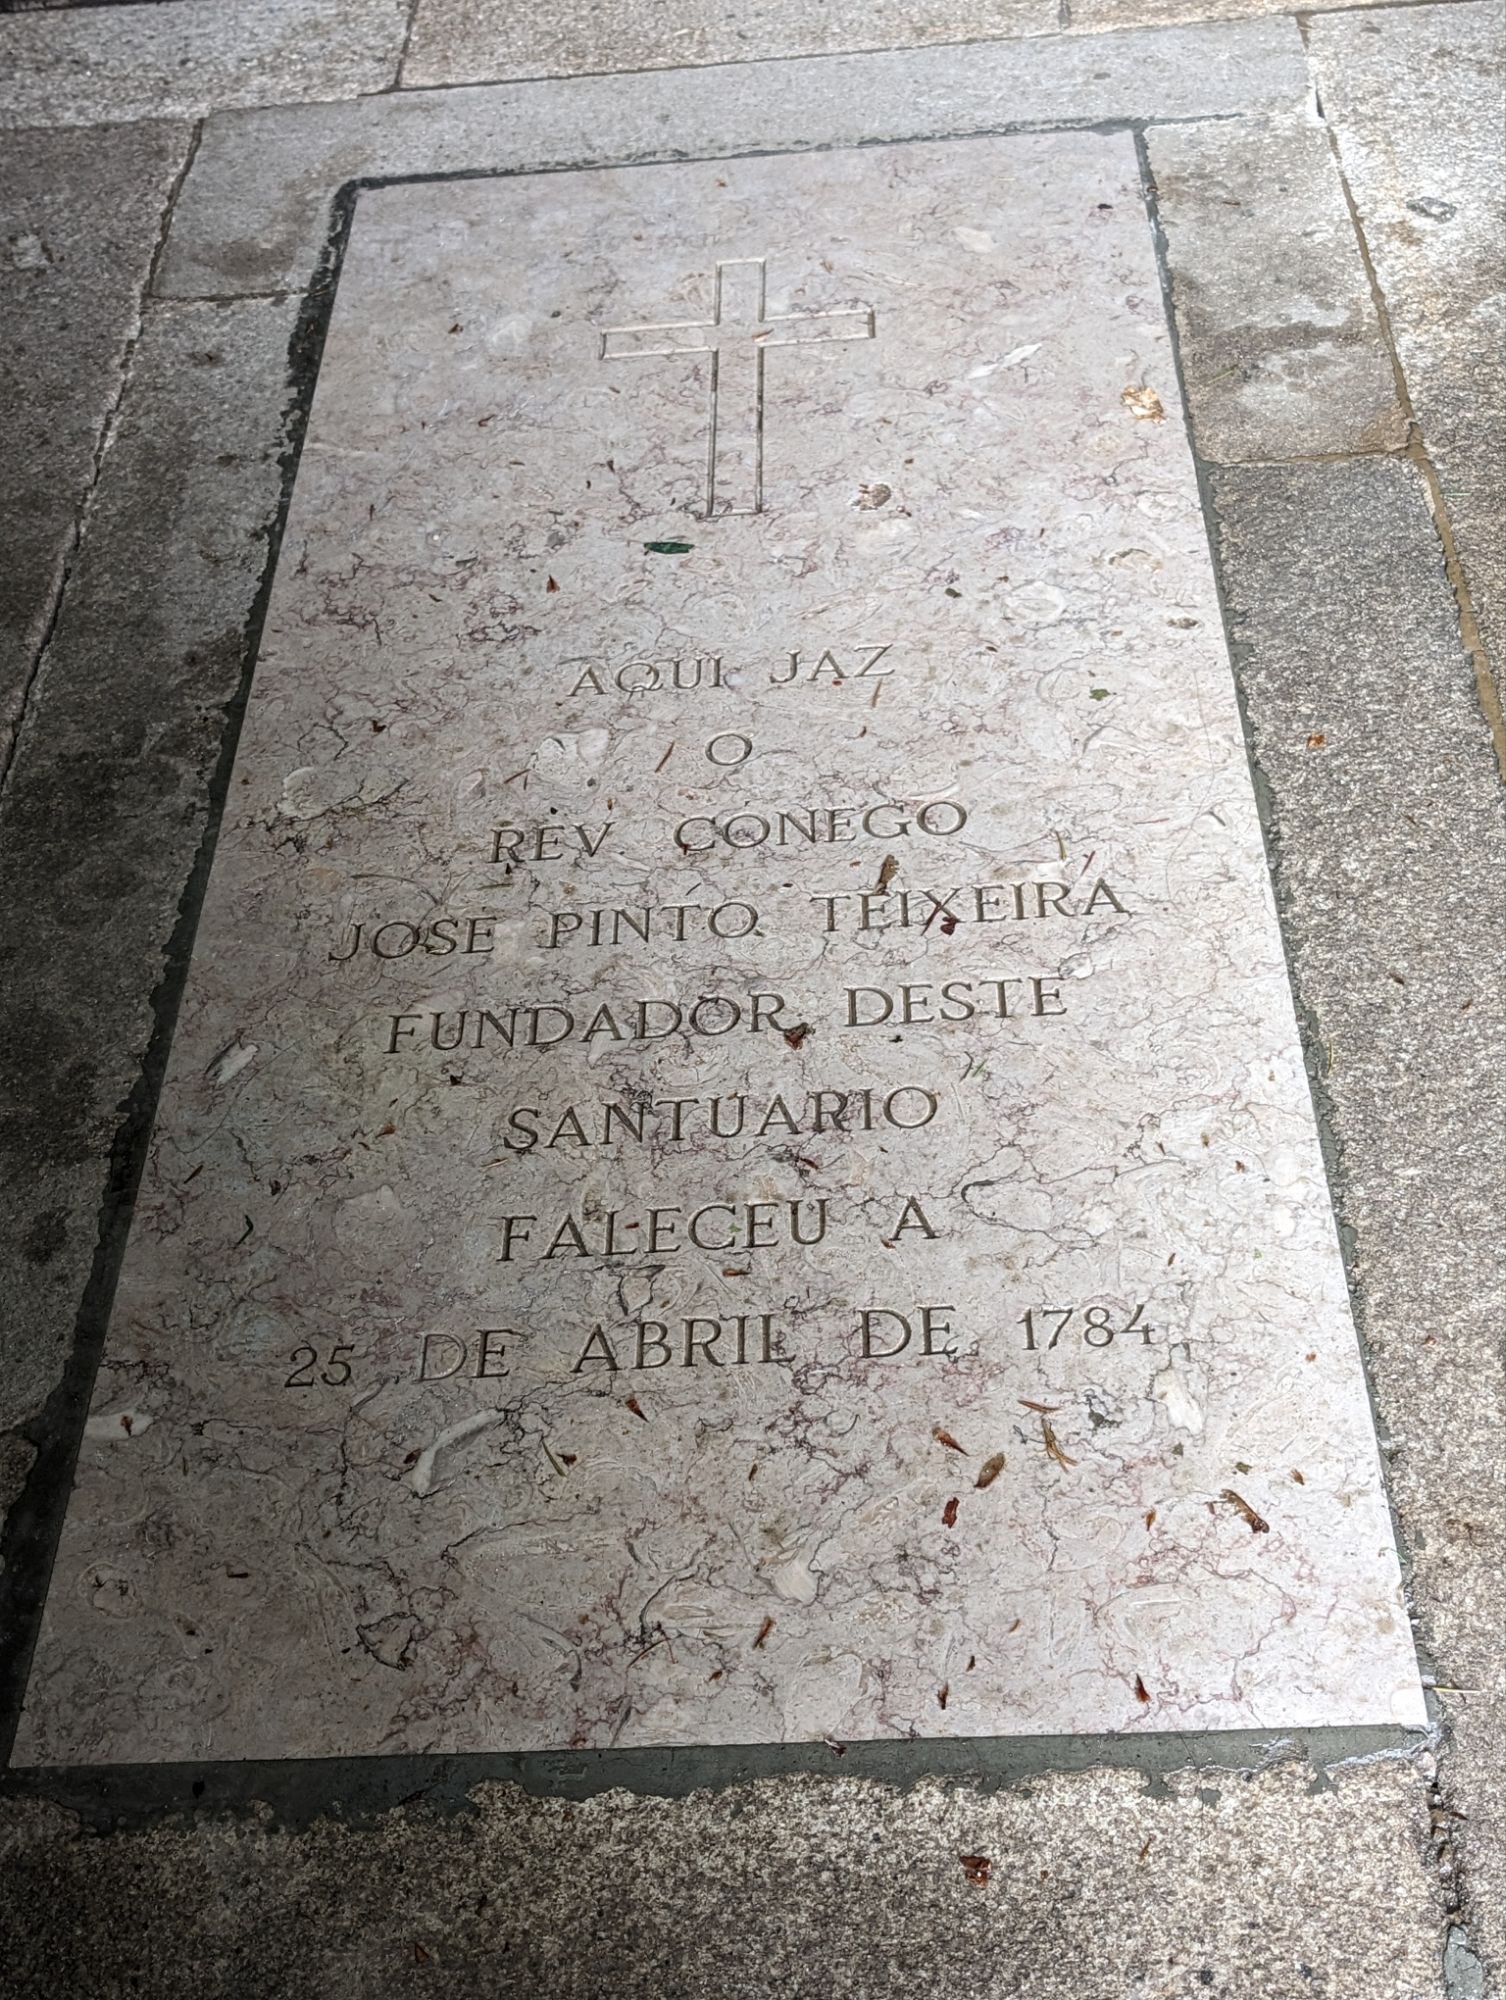 AQUI JAZ
O
REV. CONEGO
JOSE PINTO TEIXEIRA
FUNDADOR DESTE
SANTUARIO
FALECEU A
25 DE ABRIL DE 1784